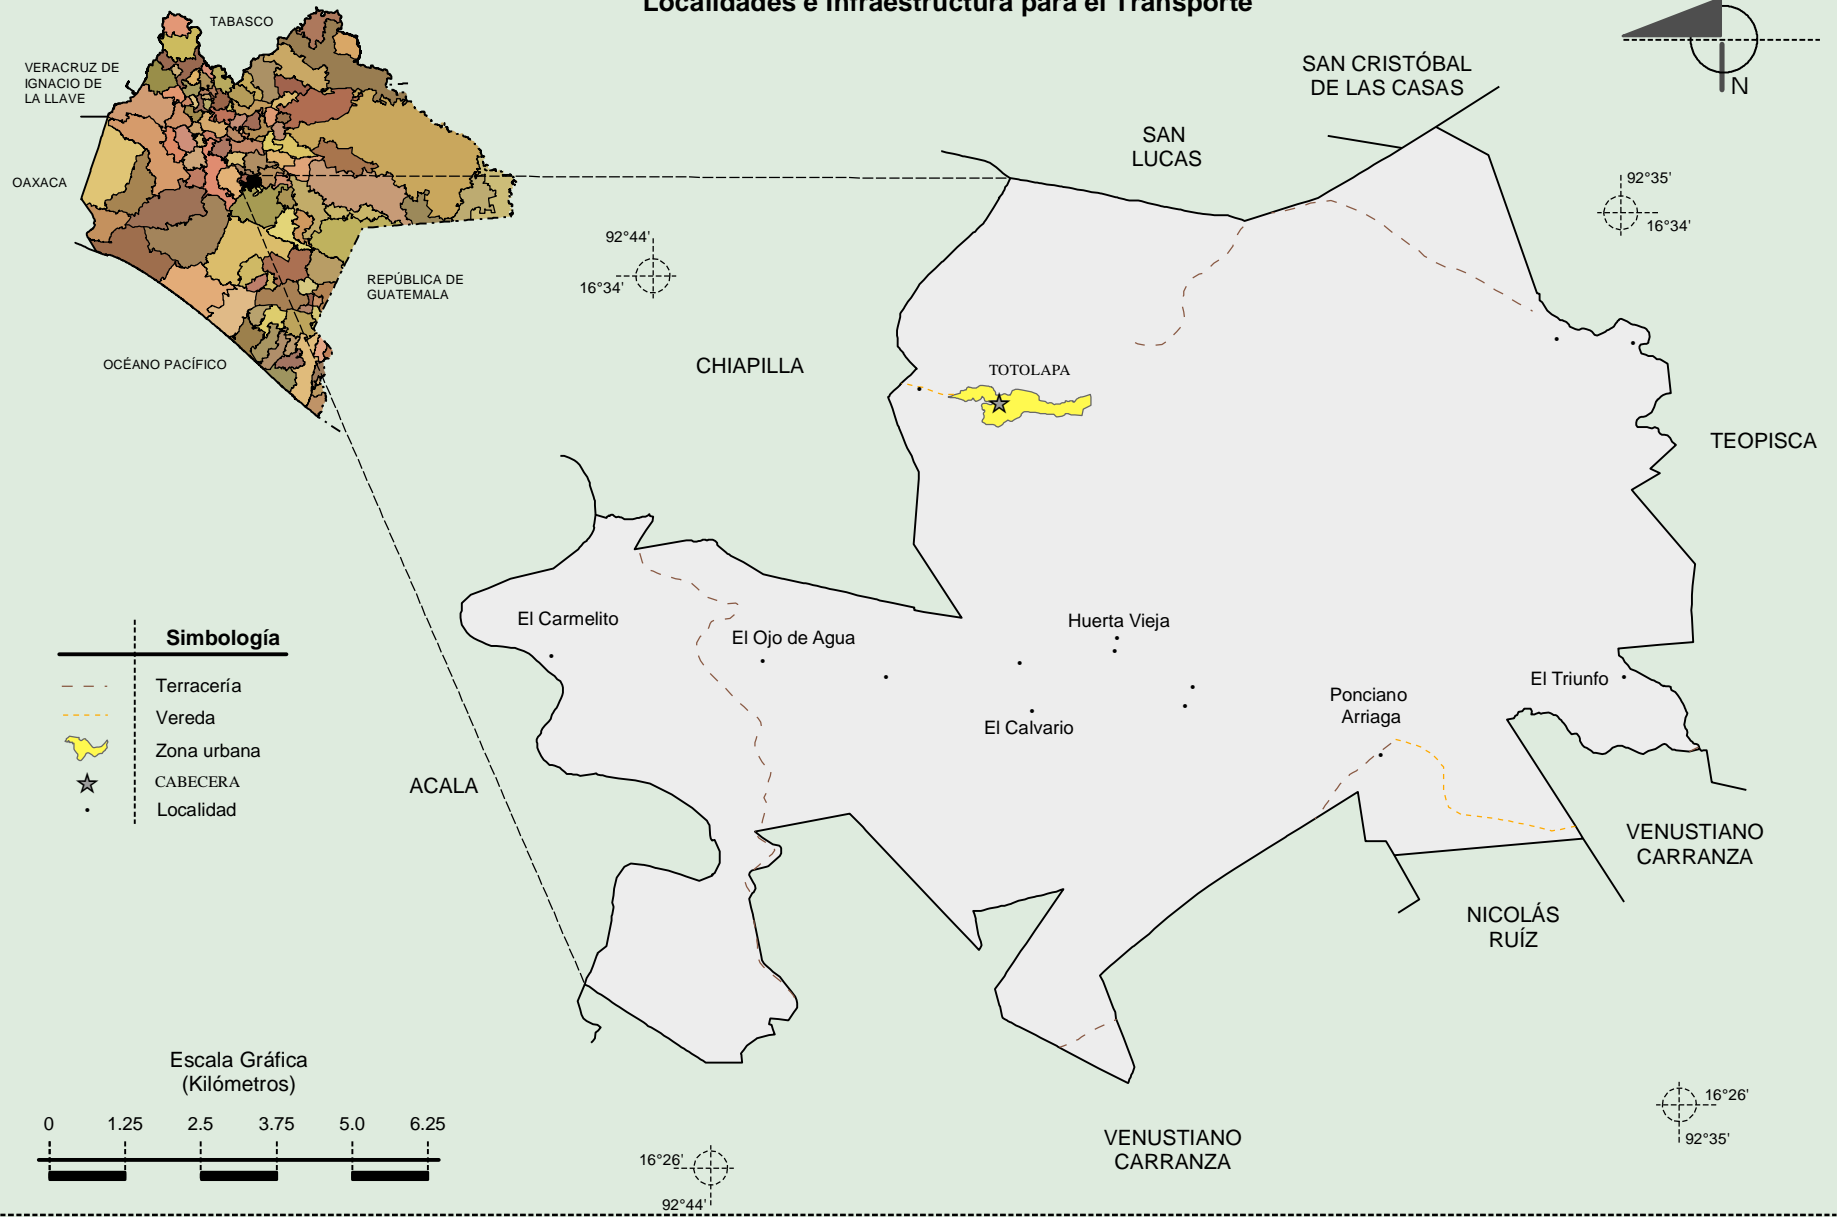 Localidades e Infraestructura para el Transporte
TABASCO
VERACRUZ DE
IGNACIO DE
LA LLAVE
OAXACA
REPÚBLICA DE
GUATEMALA
OCÉANO PACÍFICO
N
SAN CRISTÓBAL
DE LAS CASAS
SAN
LUCAS
92°35'
16°34'
92°44'
16°34'
CHIAPILLA
TOTOLAPA
TEOPISCA
El Carmelito
El Ojo de Agua
Huerta Vieja
El Calvario
Ponciano
Arriaga
El Triunfo
ACALA
VENUSTIANO
CARRANZA
NICOLÁS
RUÍZ
VENUSTIANO
CARRANZA
Simbología
Terracería
Vereda
Zona urbana
CABECERA
Localidad
Escala Gráfica
(Kilómetros)
0 1.25 2.5 3.75 5.0 6.25
16°26'
92°44'
16°26'
92°35'